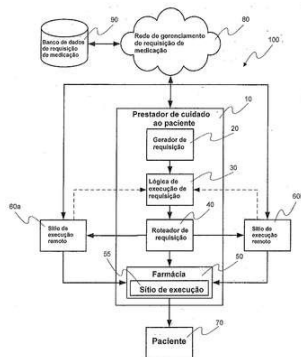 90
80
Banco de dados
de requisição
de medicação
Rede de gerenciamento
de requisição de
medicação
100
10
Prestador de cuidado
ao paciente
20
Gerador de
requisição
30
Lógica de
execução de
requisição
60a
40
60
Sítio de
execução
remoto
Roteador de
requisição
Sítio de
execução
remoto
55
50
Farmácia
Sítio de execução
70
Paciente